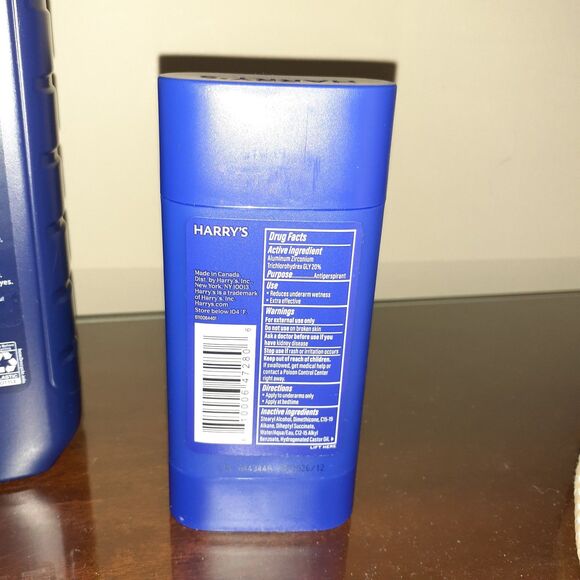 HARRY'S
HARRY'S
Made in Canada
Dist. by Harry's, Inc.
New York, NY 10013
Harry's is a trademark
of Harry's, Inc.
Harrys.com
Store below 104°F
Drug Facts
Active Ingredient
Aluminum Zirconium
Trichlorohydrex GLY 20%
Purpose Antiperspirant
Use
• Reduces underarm wetness
• Extra effective
Warnings
For external use only
Do not use on broken skin
Ask a doctor before use if you
have kidney disease
Stop use if rash or irritation occurs
Keep out of reach of children.
If swallowed, get medical help or
contact a Poison Control Center
right away.
Directions
• Apply to underarms only
• Apply at bedtime
Inactive ingredients
Stearyl Alcohol, Dimethicone, C15-15
Alkane, Diheptyl Succinate,
Water/Aqua/Eau, C12-15 Alkyl
Benzoate, Hydrogenated Castor Oil,
LIFT HERE
yes.